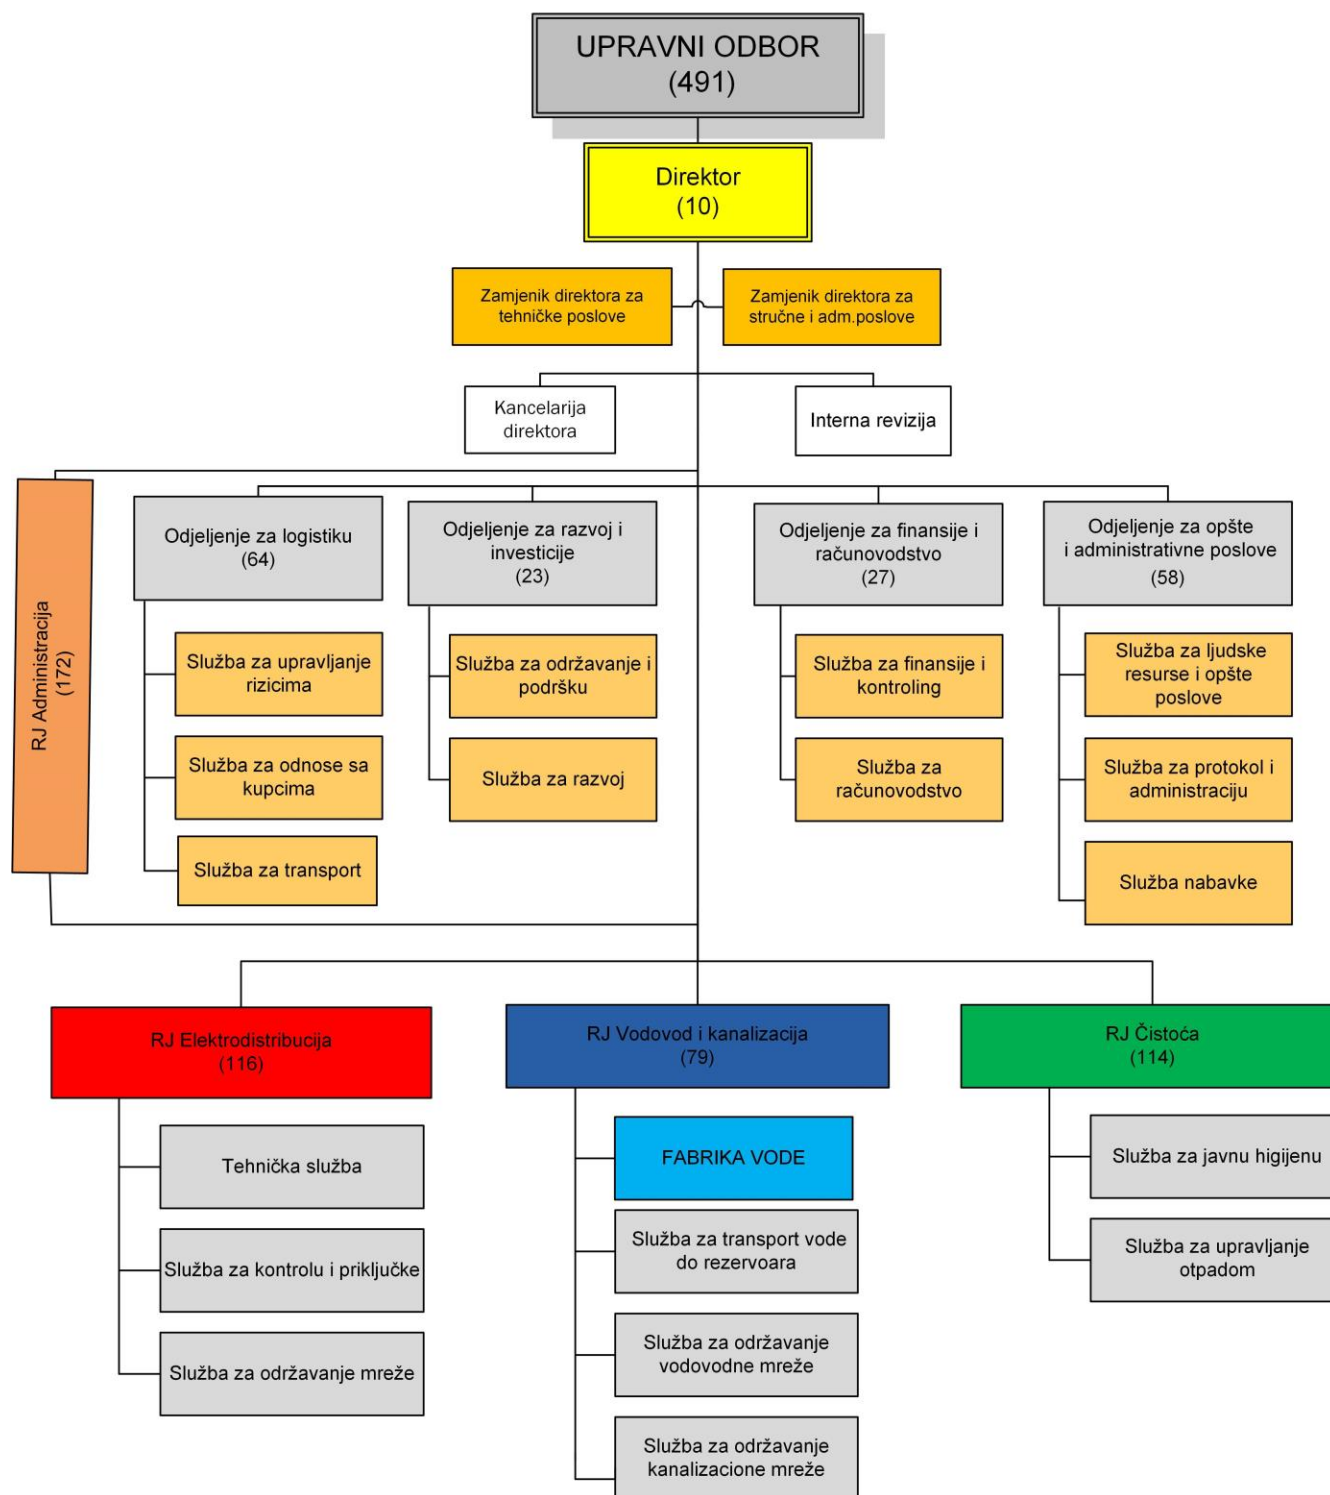 UPRAVNI ODBOR
(491)
Direktor
(10)
Zamjenik direktora za
tehničke poslove
Zamjenik direktora za
stručne i adm.poslove
Kancelarija
direktora
Interna revizija
RJ Administracija
(172)
Odjeljenje za logistiku
(64)
Služba za upravljanje
rizicima
Služba za odnose sa
kupcima
Služba za transport
Odjeljenje za razvoj i
investicije
(23)
Služba za održavanje i
podršku
Služba za razvoj
Odjeljenje za finansije i
računovodstvo
(27)
Služba za finansije i
kontroling
Služba za
računovodstvo
Odjeljenje za opšte
i administrativne poslove
(58)
Služba za ljudske
resurse i opšte
poslove
Služba za protokol i
administraciju
Služba nabavke
RJ Elektrodistribucija
(116)
Tehnička služba
Služba za kontrolu i priključke
Služba za održavanje mreže
RJ Vodovod i kanalizacija
(79)
FABRIKA VODE
Služba za transport vode
do rezervoara
Služba za održavanje
vodovodne mreže
Služba za održavanje
kanalizacione mreže
RJ Čistoća
(114)
Služba za javnu higijenu
Služba za upravljanje
otpadom